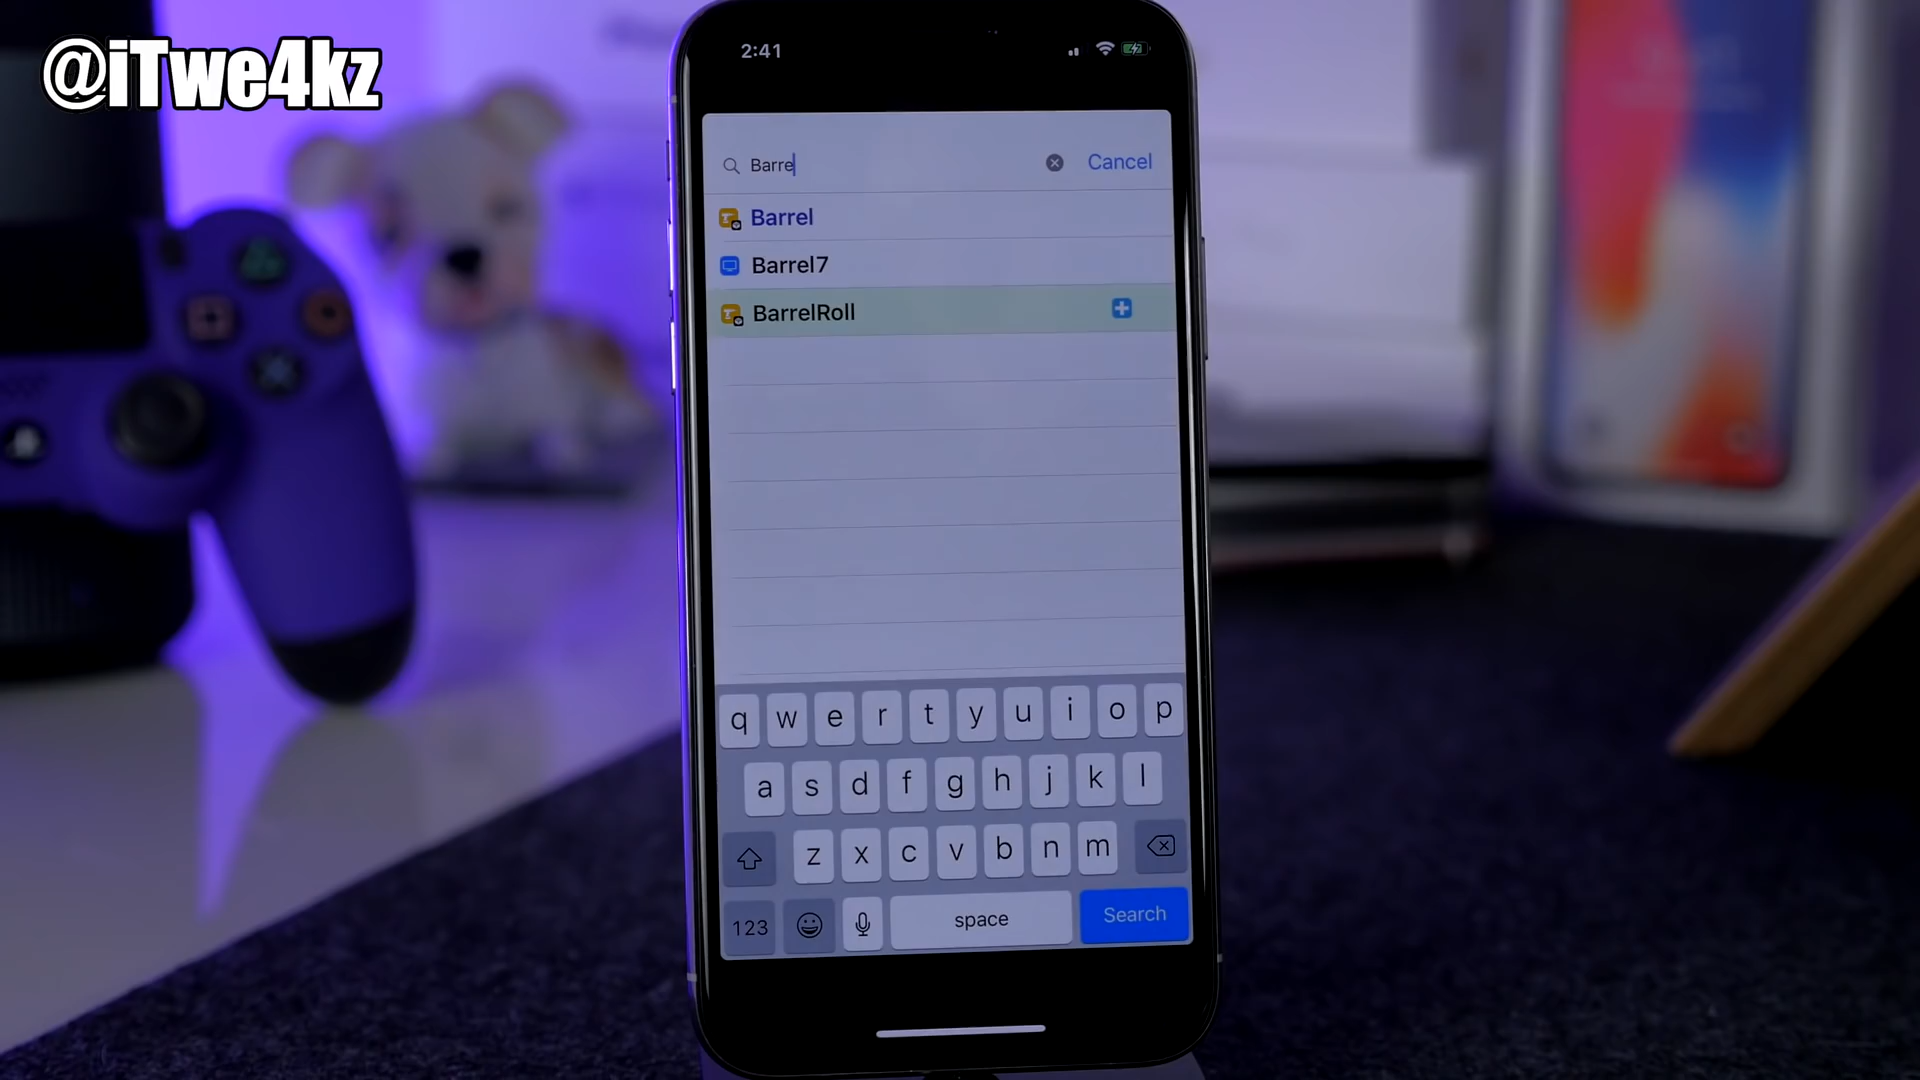 @iTwe4kz
2:41
Barre
Cancel
Barrel
Barrel7
BarrelRoll
q w e r t y u i o p
a s d f g h j k l
z x c v b n m
123 space Search